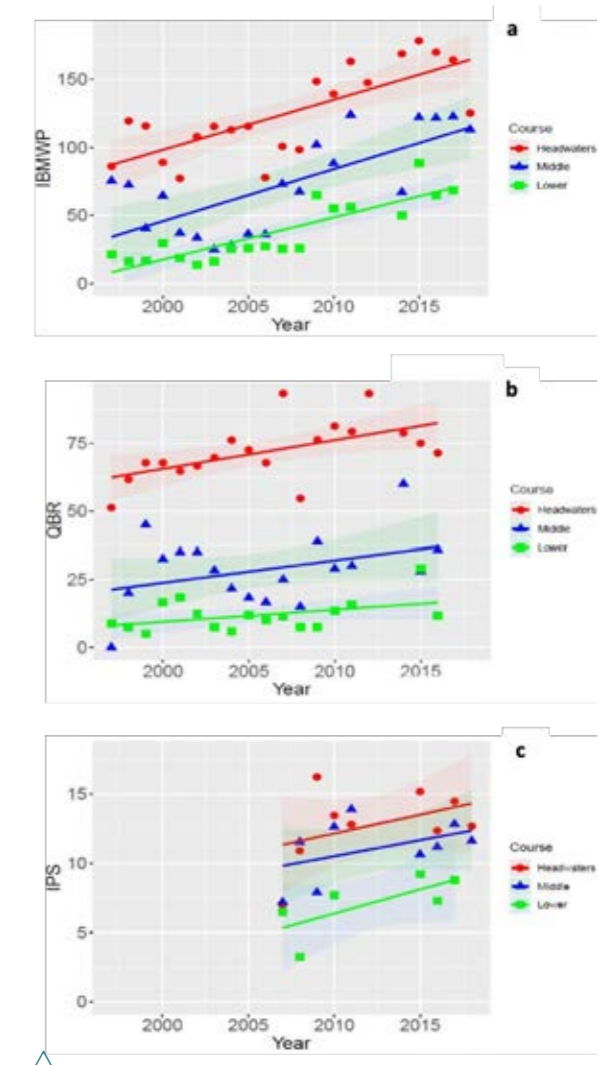 a
150-
100-
50-
0-
IBMWP
2000
2005
2010
2015
Year
Course
Headwaters
Middle
Lower
b
75-
50-
25-
0-
QBR
2000
2005
2010
2015
Year
Course
Headwaters
Middle
Lower
c
15-
10-
5-
0-
IPS
2000
2005
2010
2015
Year
Course
Headwaters
Middle
Lower